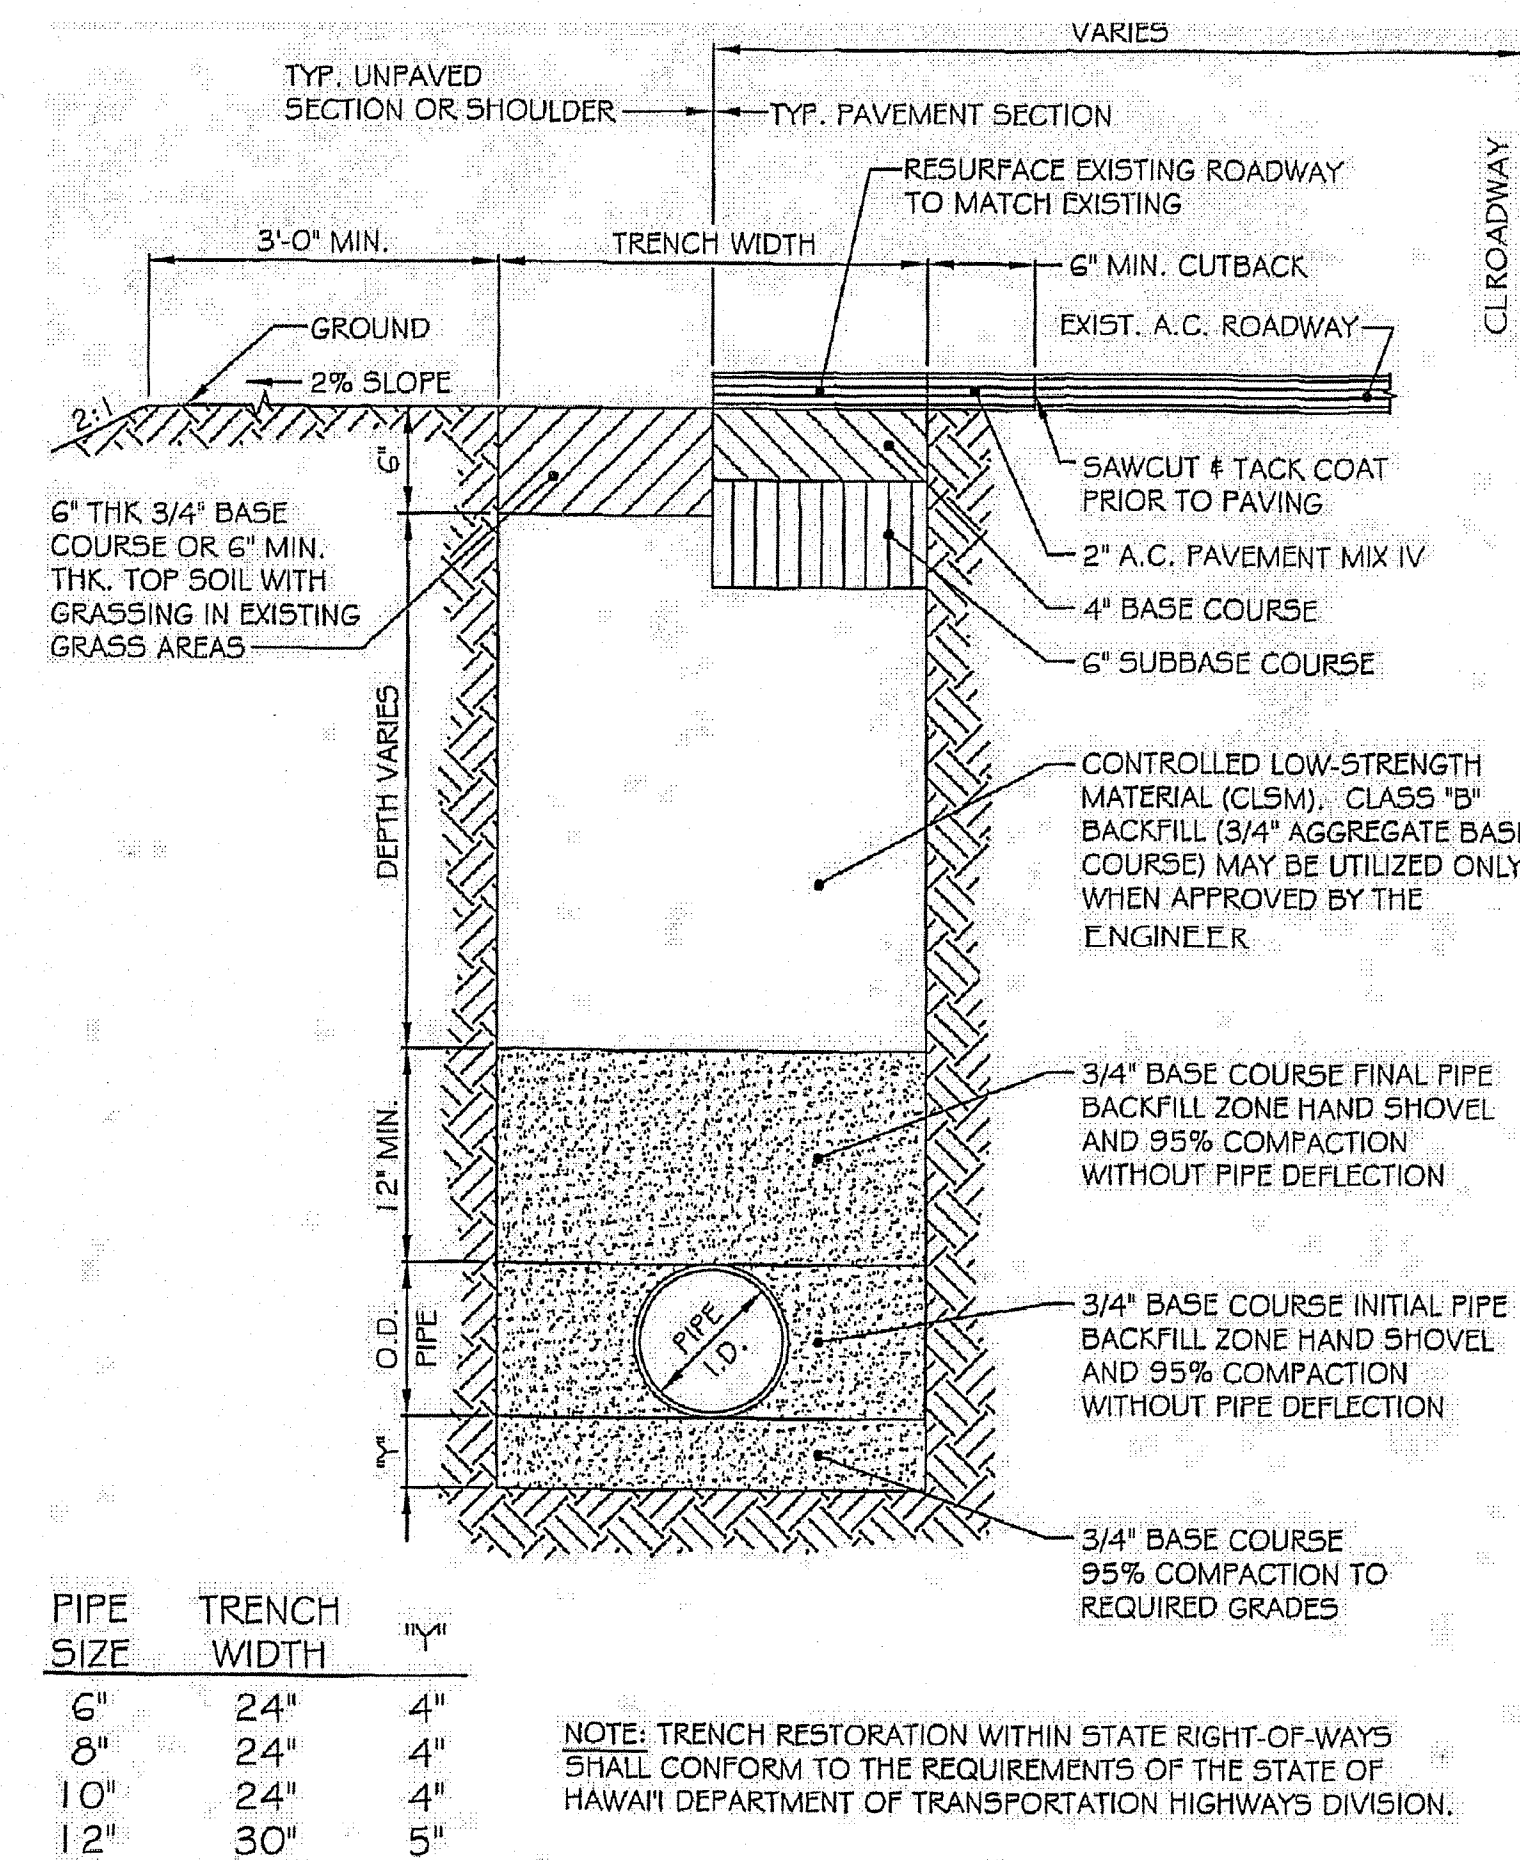 VARIES
TYP. UNPAVED
SECTION OR SHOULDER
TYP. PAVEMENT SECTION
CL ROADWAY
RESURFACE EXISTING ROADWAY
TO MATCH EXISTING
3'-0" MIN.
TRENCH WIDTH
6" MIN. CUTBACK
GROUND
EXIST. A.C. ROADWAY
2% SLOPE
2:1
6"
SAWCUT & TACK COAT
PRIOR TO PAVING
6" THK 3/4" BASE
COURSE OR 6" MIN.
THK. TOP SOIL WITH
GRASSING IN EXISTING
GRASS AREAS
2" A.C. PAVEMENT MIX IV
4" BASE COURSE
6" SUBBASE COURSE
DEPTH VARIES
CONTROLLED LOW-STRENGTH
MATERIAL (CLSM). CLASS "B"
BACKFILL (3/4" AGGREGATE BASE
COURSE) MAY BE UTILIZED ONLY
WHEN APPROVED BY THE
ENGINEER
12" MIN.
3/4" BASE COURSE FINAL PIPE
BACKFILL ZONE HAND SHOVEL
AND 95% COMPACTION
WITHOUT PIPE DEFLECTION
O.D.
PIPE
PIPE
I.D.
3/4" BASE COURSE INITIAL PIPE
BACKFILL ZONE HAND SHOVEL
AND 95% COMPACTION
WITHOUT PIPE DEFLECTION
"Y"
3/4" BASE COURSE
95% COMPACTION TO
REQUIRED GRADES
PIPE TRENCH
SIZE WIDTH "Y"
6" 24" 4"
8" 24" 4"
10" 24" 4"
12" 30" 5"
NOTE: TRENCH RESTORATION WITHIN STATE RIGHT-OF-WAYS
SHALL CONFORM TO THE REQUIREMENTS OF THE STATE OF
HAWAI'I DEPARTMENT OF TRANSPORTATION HIGHWAYS DIVISION.